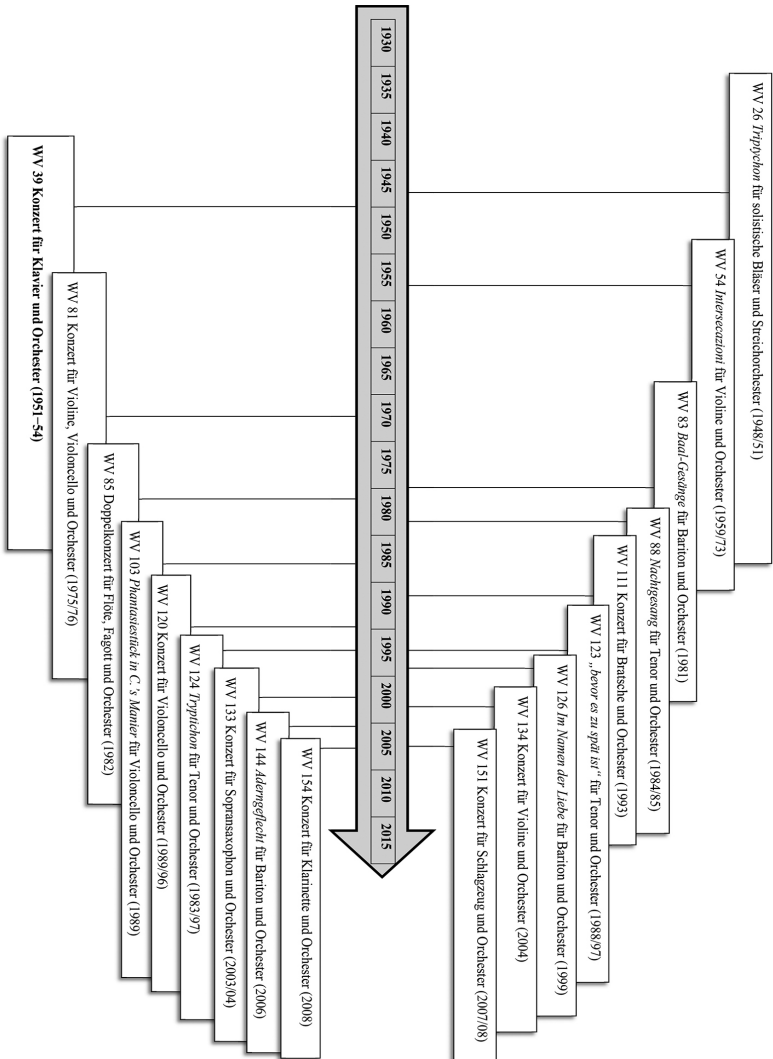 WV 26 Triptychon für solistische Bläser und Streichorchester (1948/51)
WV 54 Intersecazioni für Violine und Orchester (1959/73)
WV 83 Baal-Gesänge für Bariton und Orchester (1981)
WV 88 Nachtgesang für Tenor und Orchester (1984/85)
WV 111 Konzert für Bratsche und Orchester (1993)
WV 123 „bevor es zu spät ist“ für Tenor und Orchester (1988/97)
WV 126 Im Namen der Liebe für Bariton und Orchester (1999)
WV 134 Konzert für Violine und Orchester (2004)
WV 151 Konzert für Schlagzeug und Orchester (2007/08)
1930 1935 1940 1945 1950 1955 1960 1965 1970 1975 1980 1985 1990 1995 2000 2005 2010 2015
WV 154 Konzert für Klarinette und Orchester (2008)
WV 144 Aderngeflecht für Bariton und Orchester (2006)
WV 133 Konzert für Sopransaxophon und Orchester (2003/04)
WV 124 Tryptichon für Tenor und Orchester (1983/97)
WV 120 Konzert für Violoncello und Orchester (1989/96)
WV 103 Phantasiestück in C.'s Manier für Violoncello und Orchester (1989)
WV 85 Doppelkonzert für Flöte, Fagott und Orchester (1982)
WV 81 Konzert für Violine, Violoncello und Orchester (1975/76)
WV 39 Konzert für Klavier und Orchester (1951–54)